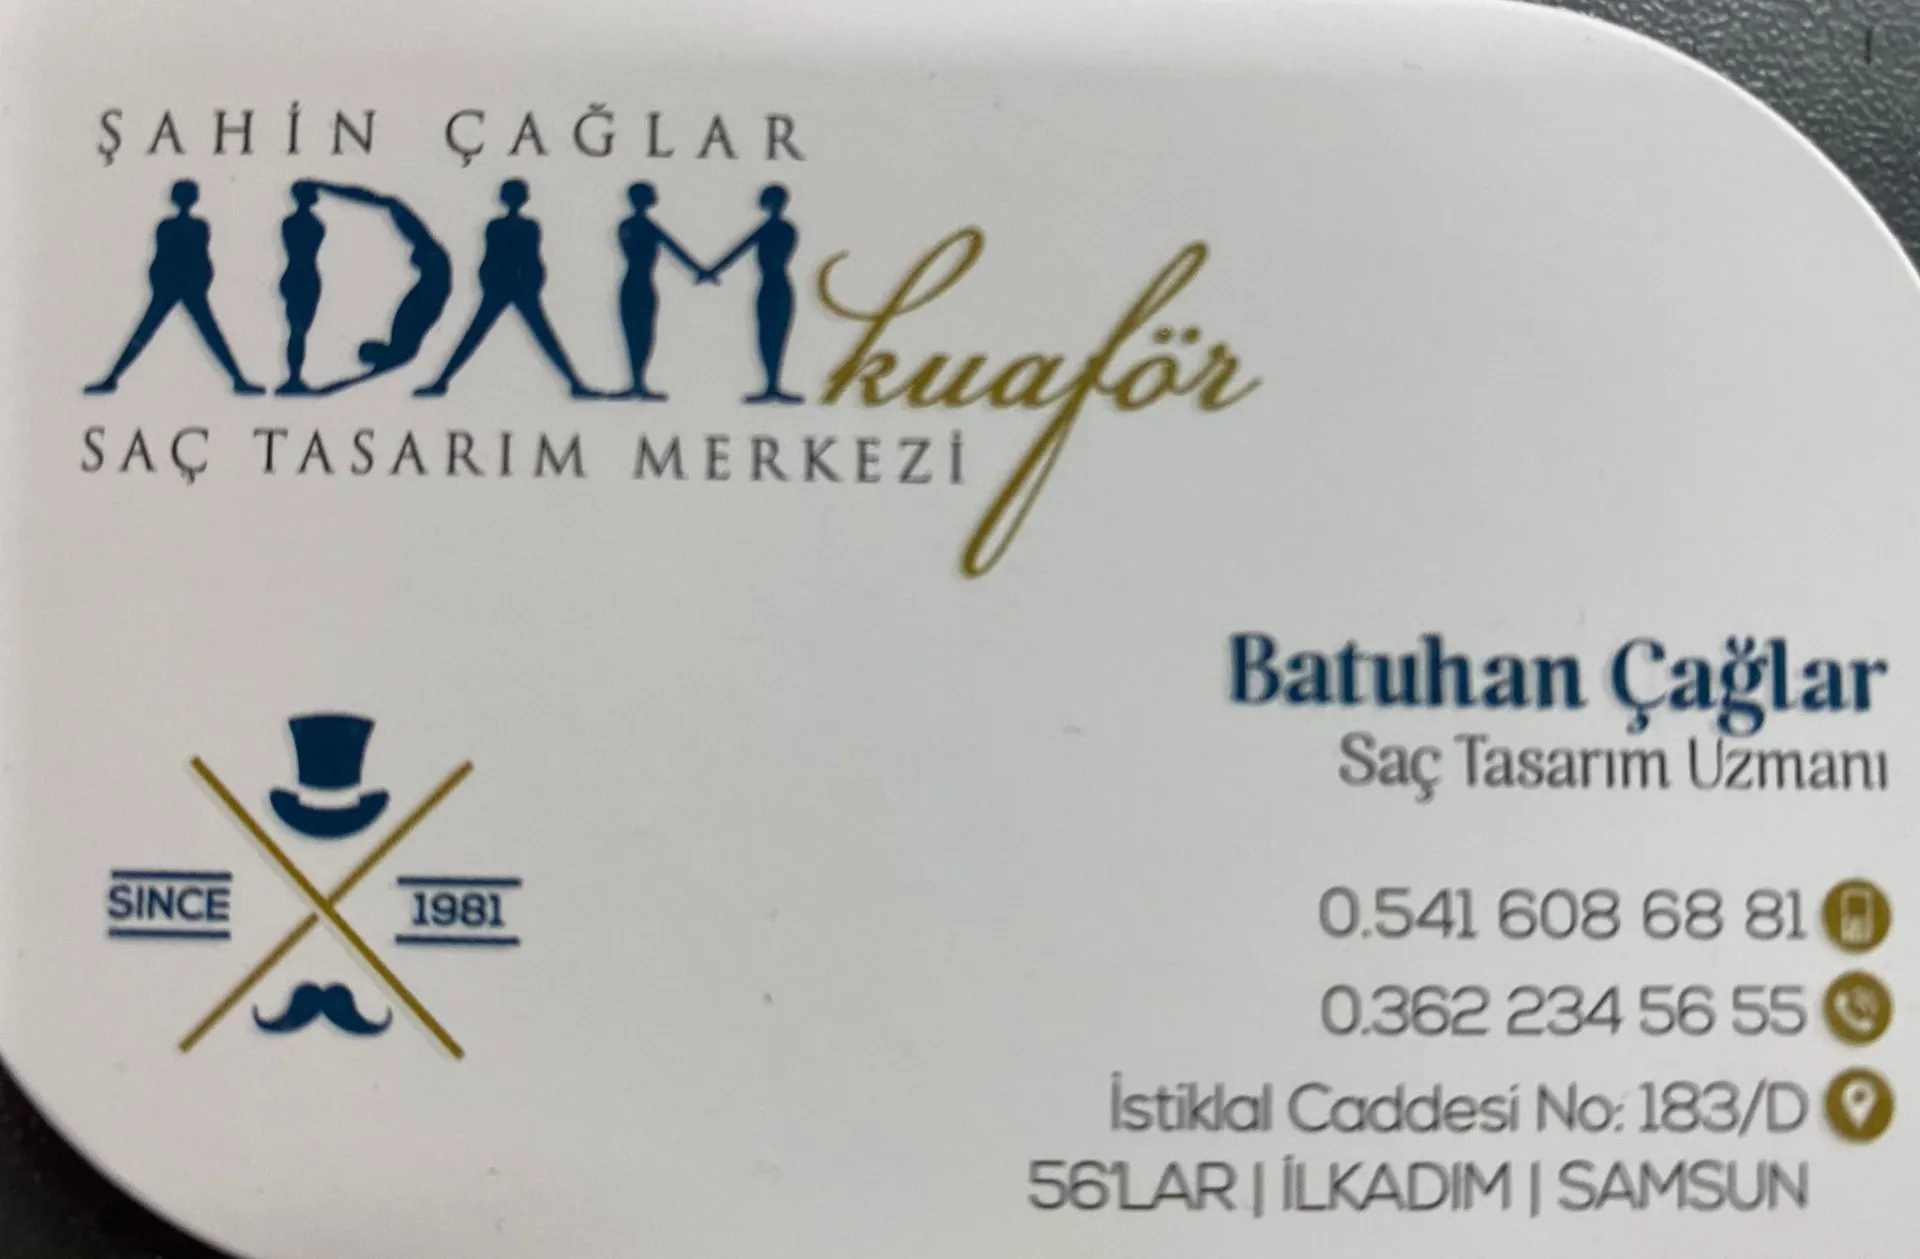 ŞAHİN ÇAĞLAR
ADAM kuaför
SAÇ TASARIM MERKEZİ
SINCE 1981
Batuhan Çağlar
Saç Tasarım Uzmanı
0.541 608 68 81
0.362 234 56 55
İstiklal Caddesi No: 183/D
56'LAR | İLKADIM | SAMSUN